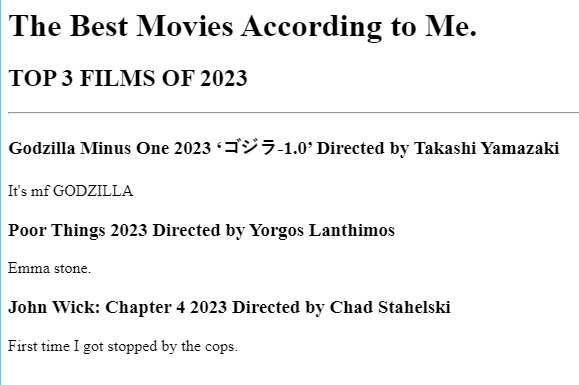 The Best Movies According to Me.
TOP 3 FILMS OF 2023
Godzilla Minus One 2023 ‘ゴジラ-1.0’ Directed by Takashi Yamazaki
It's mf GODZILLA
Poor Things 2023 Directed by Yorgos Lanthimos
Emma stone.
John Wick: Chapter 4 2023 Directed by Chad Stahelski
First time I got stopped by the cops.